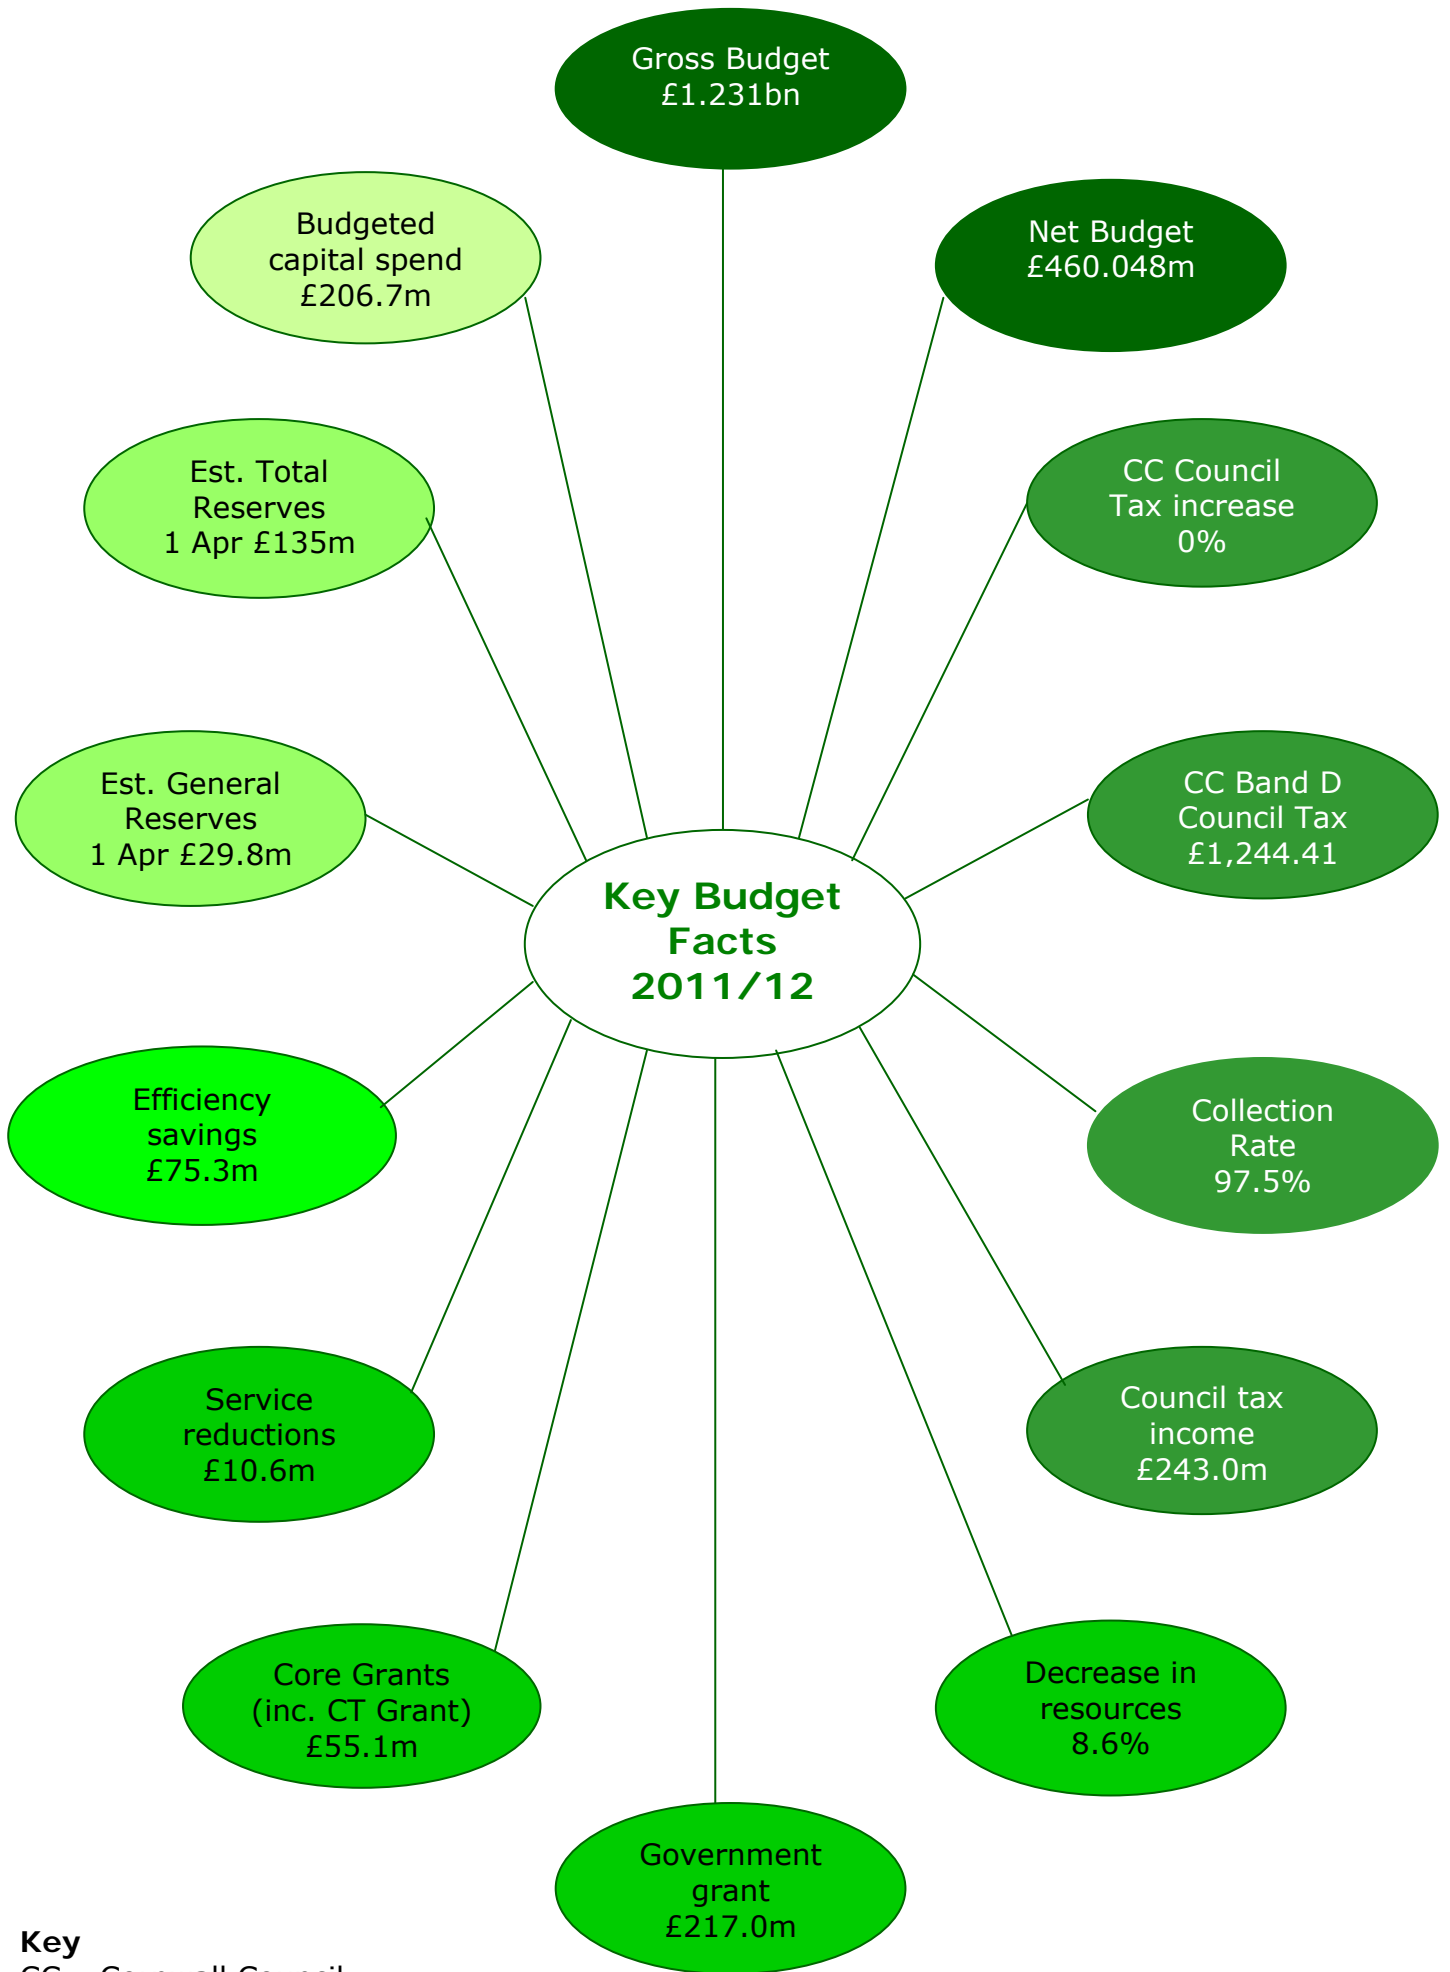 Gross Budget
£1.231bn
Budgeted
capital spend
£206.7m
Net Budget
£460.048m
Est. Total
Reserves
1 Apr £135m
CC Council
Tax increase
0%
Est. General
Reserves
1 Apr £29.8m
CC Band D
Council Tax
£1,244.41
Key Budget
Facts
2011/12
Efficiency
savings
£75.3m
Collection
Rate
97.5%
Service
reductions
£10.6m
Council tax
income
£243.0m
Core Grants
(inc. CT Grant)
£55.1m
Decrease in
resources
8.6%
Government
grant
£217.0m
Key
CC Cornwall Council